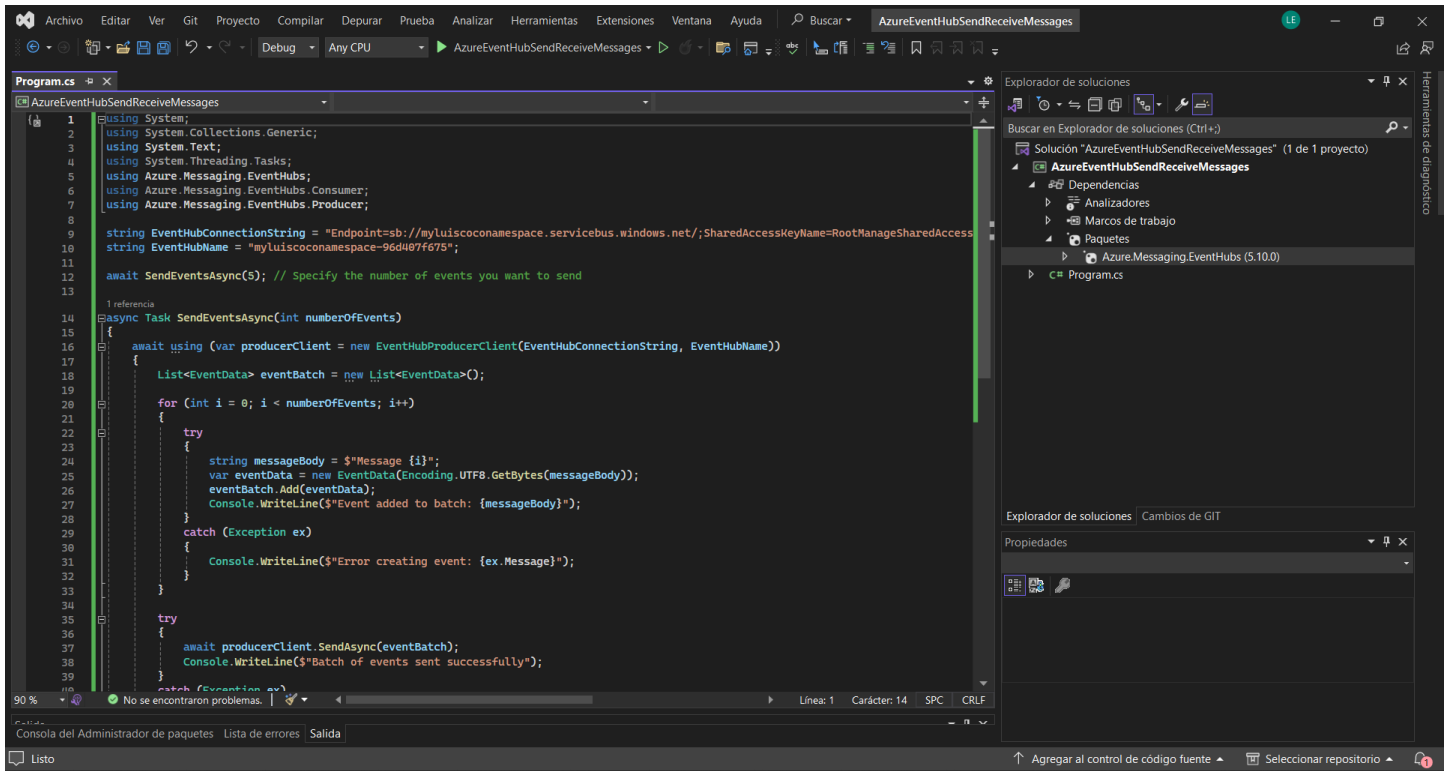 Archivo Editar Ver Git Proyecto Compilar Depurar Prueba Analizar Herramientas Extensiones Ventana Ayuda Buscar AzureEventHubSendReceiveMessages LE
Debug Any CPU AzureEventHubSendReceiveMessages
Program.cs
AzureEventHubSendReceiveMessages
1 using System;
2 using System.Collections.Generic;
3 using System.Text;
4 using System.Threading.Tasks;
5 using Azure.Messaging.EventHubs;
6 using Azure.Messaging.EventHubs.Consumer;
7 using Azure.Messaging.EventHubs.Producer;
8
9 string EventHubConnectionString = "Endpoint=sb://myluiscoconamespace.servicebus.windows.net/;SharedAccessKeyName=RootManageSharedAccess
10 string EventHubName = "myluiscoconamespace-96d407f675";
11
12 await SendEventsAsync(5); // Specify the number of events you want to send
13
1 referencia
14 async Task SendEventsAsync(int numberOfEvents)
15 {
16 await using (var producerClient = new EventHubProducerClient(EventHubConnectionString, EventHubName))
17 {
18 List<EventData> eventBatch = new List<EventData>();
19
20 for (int i = 0; i < numberOfEvents; i++)
21 {
22 try
23 {
24 string messageBody = $"Message {i}";
25 var eventData = new EventData(Encoding.UTF8.GetBytes(messageBody));
26 eventBatch.Add(eventData);
27 Console.WriteLine($"Event added to batch: {messageBody}");
28 }
29 catch (Exception ex)
30 {
31 Console.WriteLine($"Error creating event: {ex.Message}");
32 }
33 }
34
35 try
36 {
37 await producerClient.SendAsync(eventBatch);
38 Console.WriteLine($"Batch of events sent successfully");
39 }
40 catch (Exception ex)
90 % No se encontraron problemas. Línea: 1 Carácter: 14 SPC CRLF
Salida
Consola del Administrador de paquetes Lista de errores Salida
Explorador de soluciones
Buscar en Explorador de soluciones (Ctrl+;)
Solución "AzureEventHubSendReceiveMessages" (1 de 1 proyecto)
AzureEventHubSendReceiveMessages
Dependencias
Analizadores
Marcos de trabajo
Paquetes
Azure.Messaging.EventHubs (5.10.0)
C# Program.cs
Explorador de soluciones Cambios de GIT
Propiedades
Herramientas de diagnóstico
Listo Agregar al control de código fuente Seleccionar repositorio 1